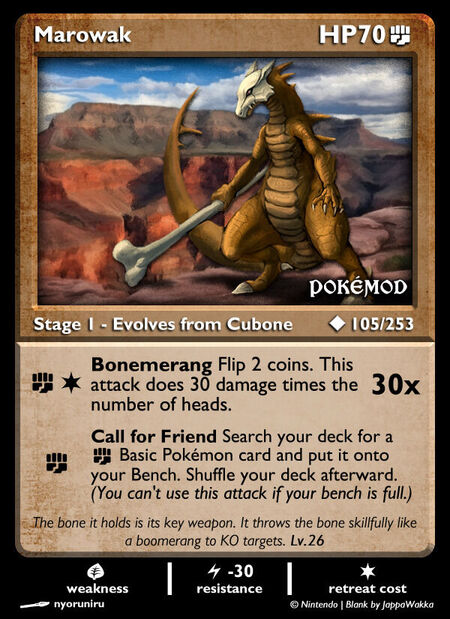 Marowak HP70
POKÉMOD
Stage 1 - Evolves from Cubone 105/253
Bonemerang Flip 2 coins. This
attack does 30 damage times the 30x
number of heads.
Call for Friend Search your deck for a
Basic Pokémon card and put it onto
your Bench. Shuffle your deck afterward.
(You can't use this attack if your bench is full.)
The bone it holds is its key weapon. It throws the bone skillfully like
a boomerang to KO targets. Lv.26
-30
weakness resistance retreat cost
nyoruniru © Nintendo | Blank by JappaWakka